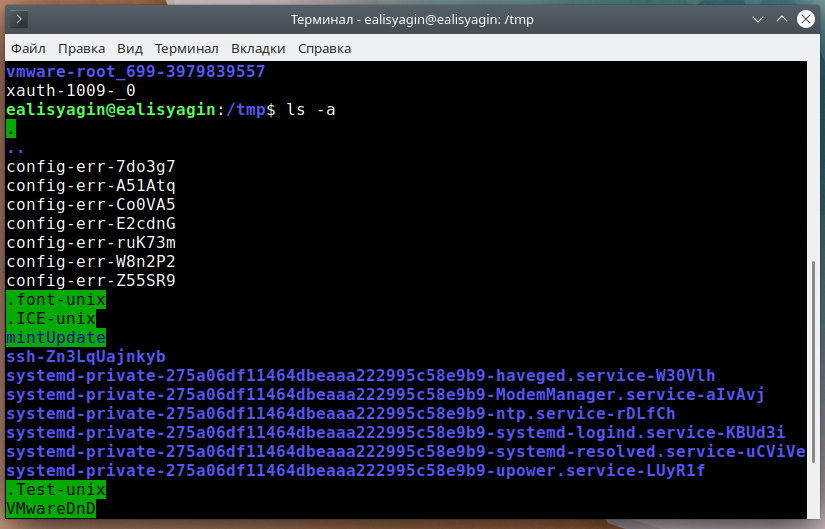 Терминал - ealisyagin@ealisyagin: /tmp
Файл Правка Вид Терминал Вкладки Справка
vmware-root_699-3979839557
xauth-1009-_0
ealisyagin@ealisyagin:/tmp$ ls -a
.
..
config-err-7do3g7
config-err-A51Atq
config-err-Co0VA5
config-err-E2cdnG
config-err-ruK73m
config-err-W8n2P2
config-err-Z55SR9
.font-unix
.ICE-unix
mintUpdate
ssh-Zn3LqUajnkyb
systemd-private-275a06df11464dbeaaa222995c58e9b9-haveged.service-W30Vlh
systemd-private-275a06df11464dbeaaa222995c58e9b9-ModemManager.service-aIvAvj
systemd-private-275a06df11464dbeaaa222995c58e9b9-ntp.service-rDLfCh
systemd-private-275a06df11464dbeaaa222995c58e9b9-systemd-logind.service-KBUd3i
systemd-private-275a06df11464dbeaaa222995c58e9b9-systemd-resolved.service-uCViVe
systemd-private-275a06df11464dbeaaa222995c58e9b9-upower.service-LUyR1f
.Test-unix
VMwareDnD